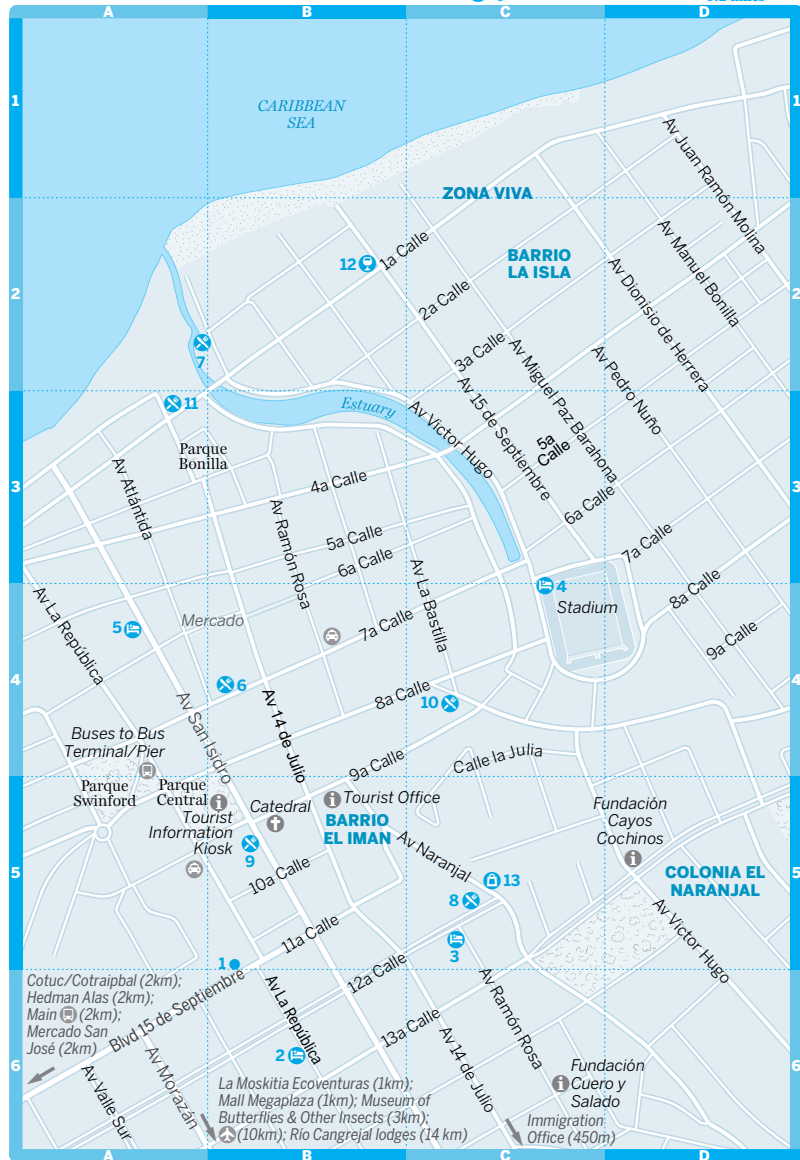 A
B
C
D
1
1
CARIBBEAN
SEA
Av Juan Ramón Molina
ZONA VIVA
12
1a Calle
BARRIO
LA ISLA
Av Manuel Bonilla
2
2
2a Calle
Av Dionisio de Herrera
7
3a Calle
Av Miguel Paz Barahona
Av Pedro Nuño
11
Estuary
Av Victor Hugo
Av 15 de Septiembre
5a
Calle
Parque
Bonilla
3
3
Av Atlántida
4a Calle
Av Ramón Rosa
5a Calle
6a Calle
6a Calle
7a Calle
Av La Bastilla
4
Stadium
8a Calle
Av La República
5
Mercado
7a Calle
9a Calle
4
4
6
Av San Isidro
Av 14 de Julio
8a Calle
10
Buses to Bus
Terminal/Pier
9a Calle
Calle la Julia
Parque
Swinford
Parque
Central
Tourist
Information
Kiosk
Catedral
Tourist Office
BARRIO
EL IMAN
Fundación
Cayos
Cochinos
9
Av Naranjal
13
5
5
10a Calle
8
COLONIA EL
NARANJAL
11a Calle
3
Av Victor Hugo
1
12a Calle
Cotuc/Cotraipbal (2km);
Hedman Alas (2km);
Main (2km);
Mercado San
José (2km)
Blvd 15 de Septiembre
Av La República
Av Ramón Rosa
13a Calle
2
Av 14 de Julio
6
6
Av Valle Sur
Av Morazán
La Moskitia Ecoventuras (1km);
Mall Megaplaza (1km); Museum of
Butterflies & Other Insects (3km);
(10km); Río Cangrejal lodges (14 km)
Fundación
Cuero y
Salado
Immigration
Office (450m)
A
B
C
D